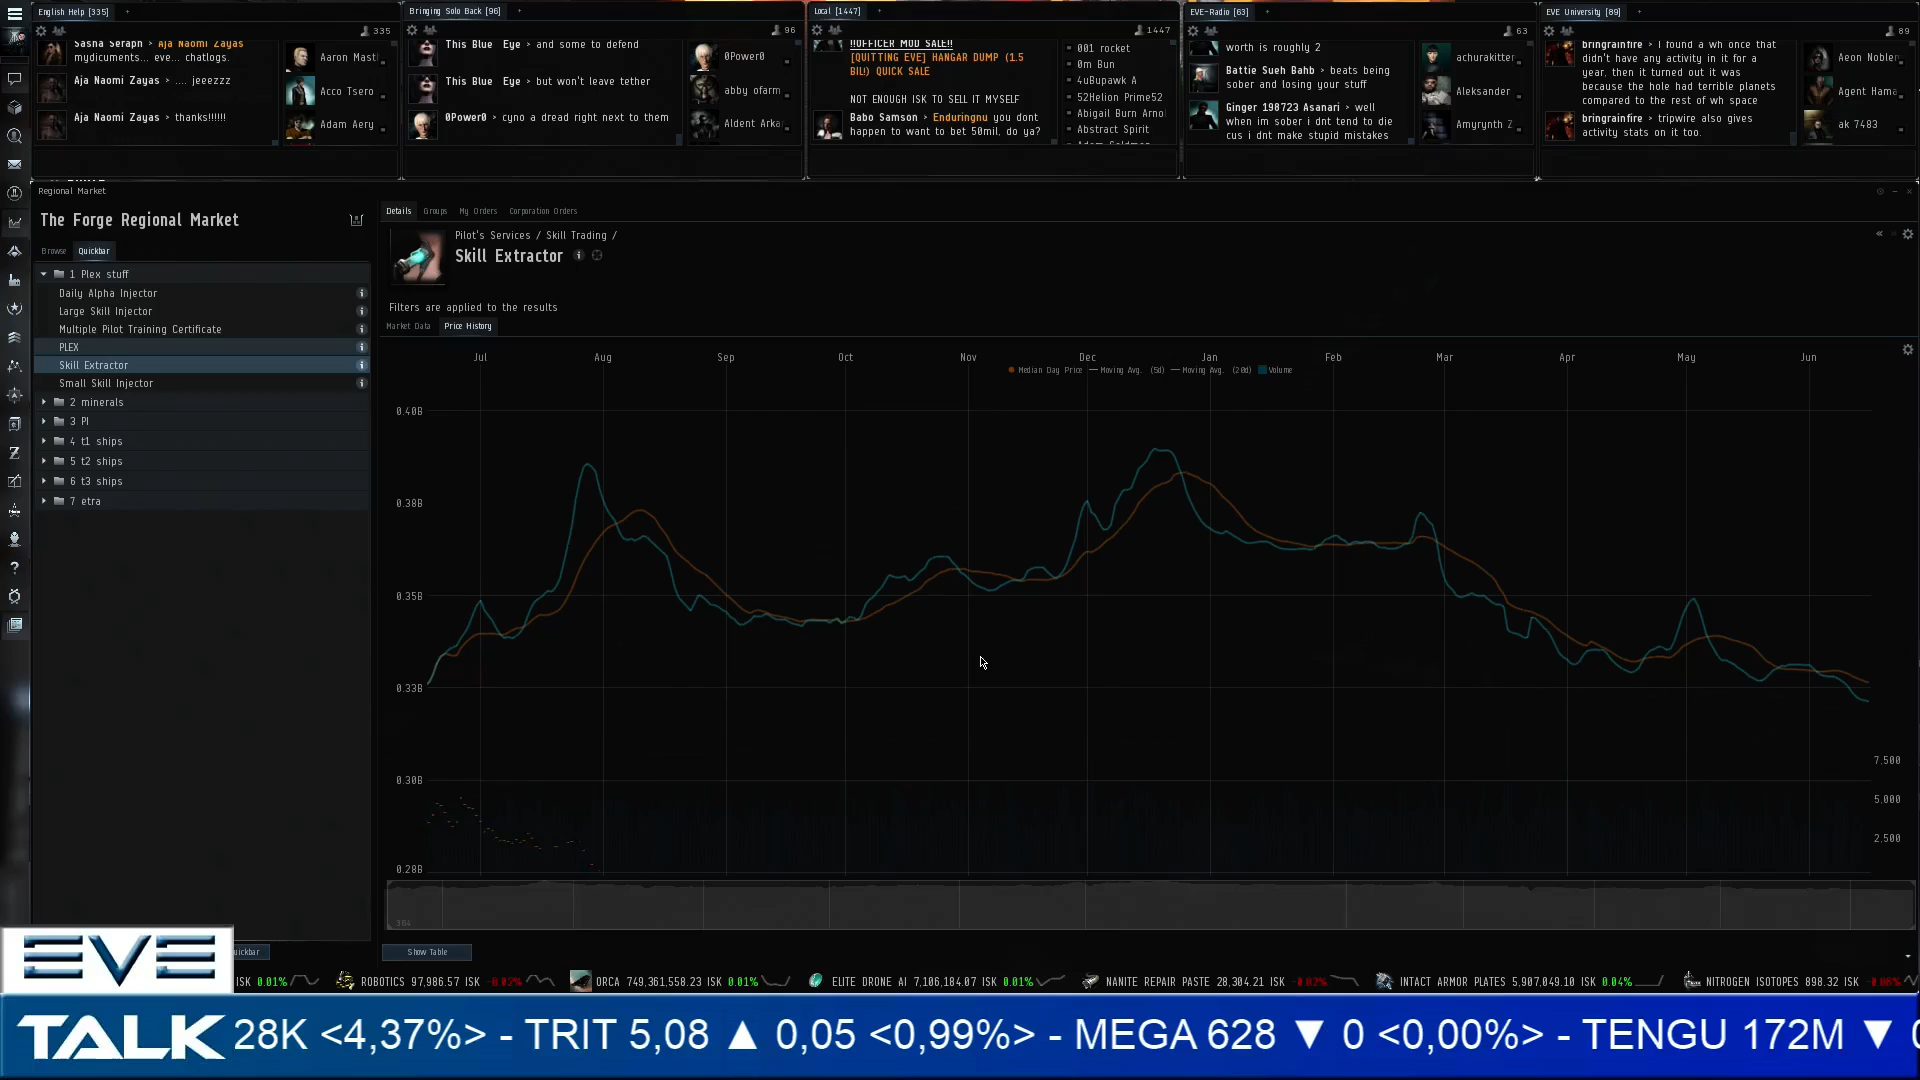 English Help [335]
335
Sasha Seraph > Aja Naomi Zayas
mydicuments... eve... chatlogs.
Aja Naomi Zayas > .... jeeezzz
Aja Naomi Zayas > thanks!!!!!!
Acco Tsero
Adam Aery
Bringing Solo Back [96]
96
This Blue Eye > and some to defend
This Blue Eye > but won't leave tether
0Power0 > cyno a dread right next to them
0Power0
abby ofarm
Aldent Arka
Local [1447]
1447
!!OFFICER MOD SALE!!
[QUITTING EVE] HANGAR DUMP (1.5
BIL!) QUICK SALE
NOT ENOUGH ISK TO SELL IT MYSELF
Babo Samson > Enduringnu you dont
happen to want to bet 50mil, do ya?
001 rocket
0m Bun
4uBupawk A
52Helion Prime52
Abigail Burn Arno
Abstract Spirit
EVE-Radio [63]
63
worth is roughly 2
Battie Sueh Bahb > beats being
sober and losing your stuff
Ginger 198723 Asanari > well
when im sober i dnt tend to die
cus i dnt make stupid mistakes
achurakitter
Aleksander
Amyrynth Z
EVE University [89]
89
bringrainfire > I found a wh once that
didn't have any activity in it for a
year, then it turned out it was
because the hole had terrible planets
compared to the rest of wh space
bringrainfire > tripwire also gives
activity stats on it too.
Aeon Nobler
Agent Hama
ak 7483
Regional Market
The Forge Regional Market
Browse
Quickbar
1 Plex stuff
Daily Alpha Injector
Large Skill Injector
Multiple Pilot Training Certificate
PLEX
Skill Extractor
Small Skill Injector
2 minerals
3 PI
4 t1 ships
5 t2 ships
6 t3 ships
7 etra
Details
Groups
My Orders
Corporation Orders
Pilot's Services / Skill Trading /
Skill Extractor
Filters are applied to the results
Market Data
Price History
Jul
Aug
Sep
Oct
Nov
Dec
Jan
Feb
Mar
Apr
May
Jun
Median Day Price
Moving Avg. (5d)
Moving Avg. (20d)
Volume
0.40B
0.38B
0.35B
0.33B
0.30B
0.28B
7.500
5.000
2.500
364
Show Table
EVE
ISK 0.01%
ROBOTICS 97,986.57 ISK -0.02%
ORCA 749,361,558.23 ISK 0.01%
ELITE DRONE AI 7,106,184.07 ISK 0.01%
NANITE REPAIR PASTE 28,304.21 ISK -0.02%
INTACT ARMOR PLATES 5,907,049.10 ISK 0.04%
NITROGEN ISOTOPES 898.32 ISK
TALK
28K <4,37%> - TRIT 5,08 ▲ 0,05 <0,99%> - MEGA 628 ▼ 0 <0,00%> - TENGU 172M ▼